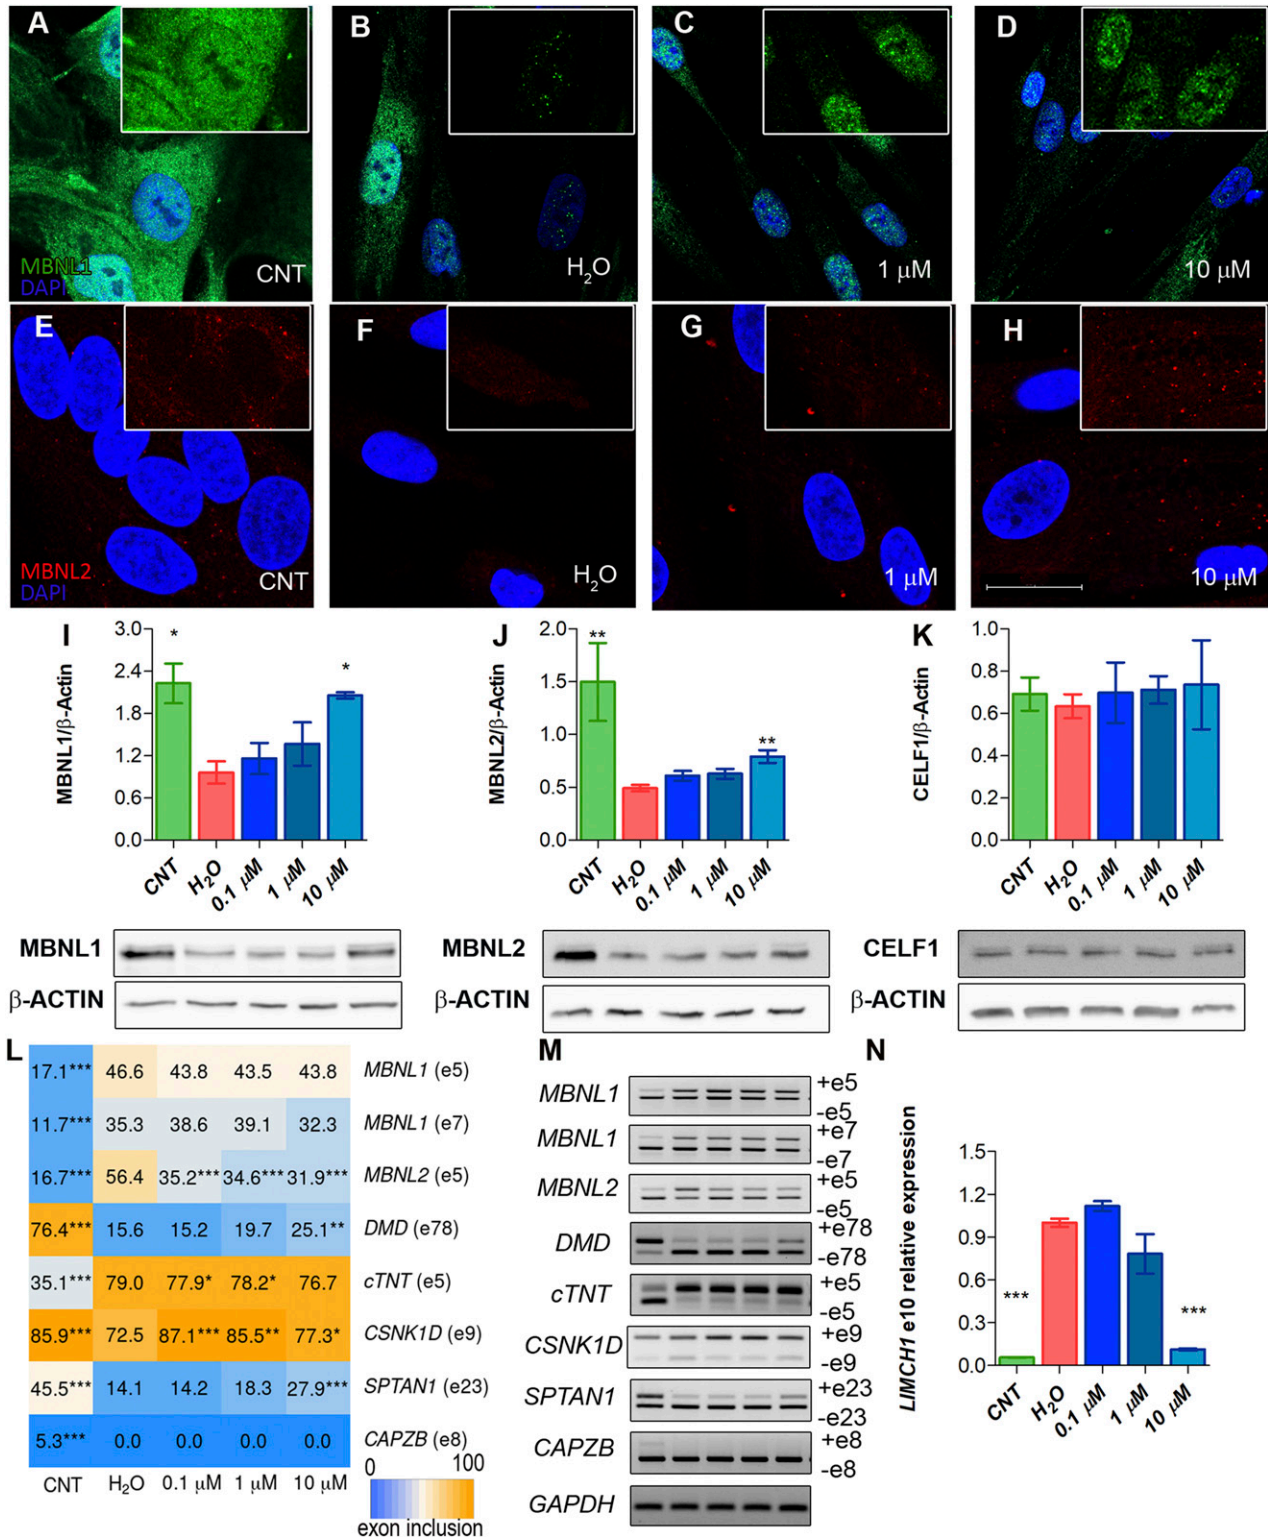 A
MBNL1
DAPI
CNT
B
H₂O
C
1 µM
D
10 µM
E
MBNL2
DAPI
CNT
F
H₂O
G
1 µM
H
10 µM
I
MBNL1/β-Actin
3.0
2.4
1.8
1.2
0.6
0.0
*
*
CNT
H₂O
0.1 µM
1 µM
10 µM
J
MBNL2/β-Actin
2.0
1.5
1.0
0.5
0.0
**
**
CNT
H₂O
0.1 µM
1 µM
10 µM
K
CELF1/β-Actin
1.0
0.8
0.6
0.4
0.2
0.0
CNT
H₂O
0.1 µM
1 µM
10 µM
MBNL1
β-ACTIN
MBNL2
β-ACTIN
CELF1
β-ACTIN
L
17.1*** 46.6 43.8 43.5 43.8 MBNL1 (e5)
11.7*** 35.3 38.6 39.1 32.3 MBNL1 (e7)
16.7*** 56.4 35.2*** 34.6*** 31.9*** MBNL2 (e5)
76.4*** 15.6 15.2 19.7 25.1** DMD (e78)
35.1*** 79.0 77.9* 78.2* 76.7 cTNT (e5)
85.9*** 72.5 87.1*** 85.5** 77.3* CSNK1D (e9)
45.5*** 14.1 14.2 18.3 27.9*** SPTAN1 (e23)
5.3*** 0.0 0.0 0.0 0.0 CAPZB (e8)
CNT H₂O 0.1 µM 1 µM 10 µM
0 100
exon inclusion
M
MBNL1 +e5
-e5
MBNL1 +e7
-e7
MBNL2 +e5
-e5
DMD +e78
-e78
cTNT +e5
-e5
CSNK1D +e9
-e9
SPTAN1 +e23
-e23
CAPZB +e8
-e8
GAPDH
N
LIMCH1 e10 relative expression
1.5
1.2
0.9
0.6
0.3
0.0
***
***
CNT
H₂O
0.1 µM
1 µM
10 µM